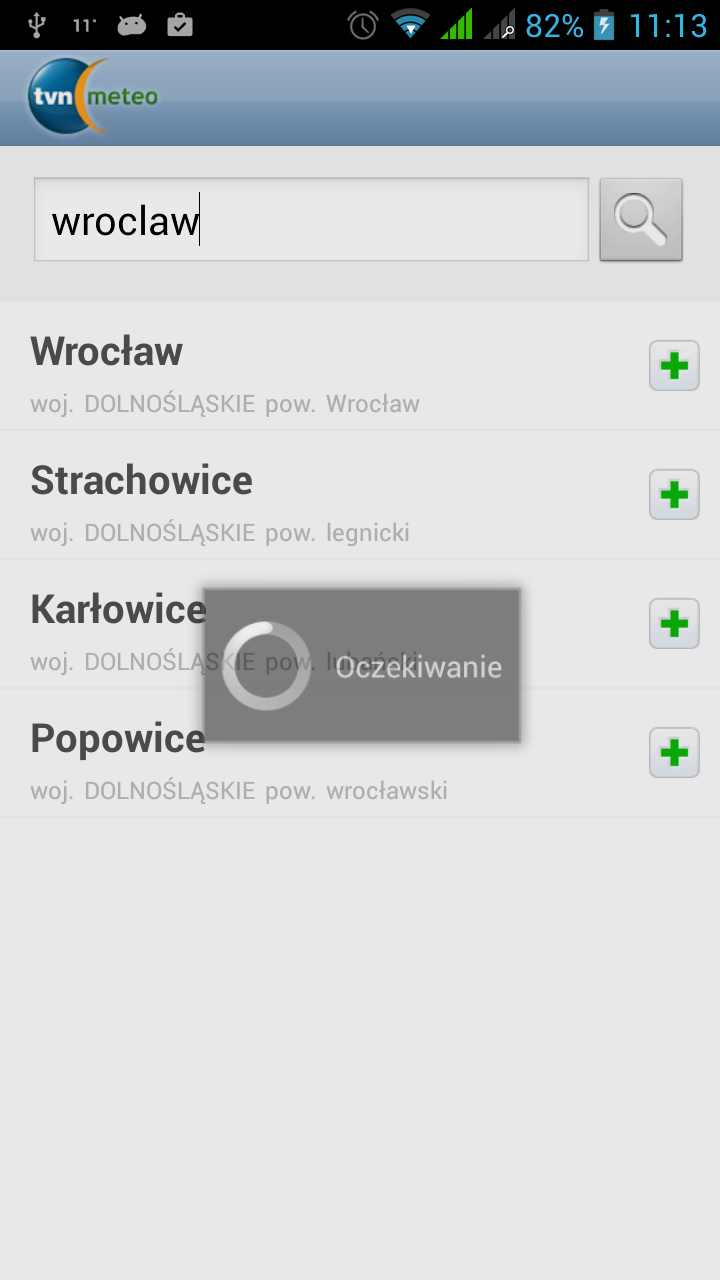 11°
82% 11:13
tvn meteo
wroclaw
Wrocław
woj. DOLNOŚLĄSKIE pow. Wrocław
Strachowice
woj. DOLNOŚLĄSKIE pow. legnicki
Karłowice
woj. DOLNOŚLĄSKIE pow. lubański
Oczekiwanie
Popowice
woj. DOLNOŚLĄSKIE pow. wrocławski